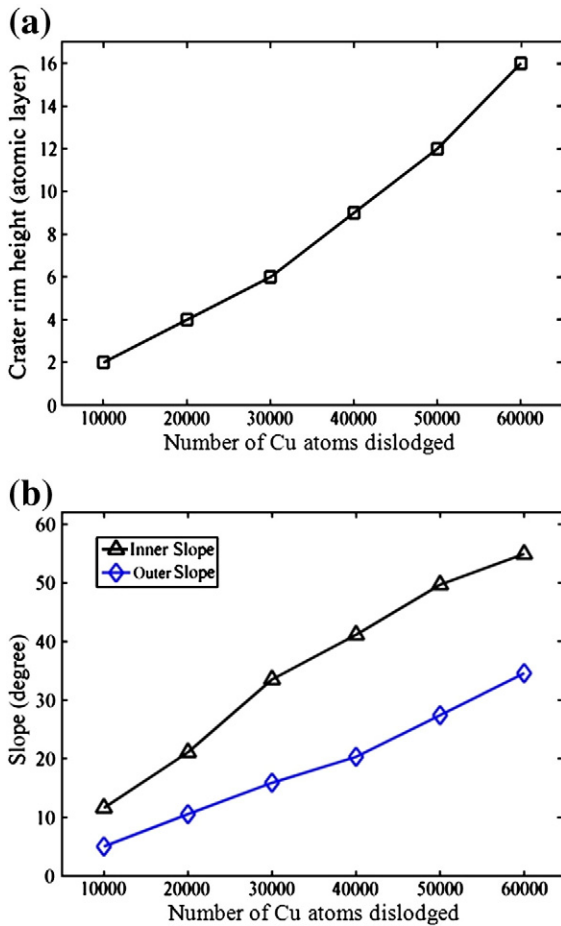 (a)
Crater rim height (atomic layer)
16
14
12
10
8
6
4
2
0
10000 20000 30000 40000 50000 60000
Number of Cu atoms dislodged
(b)
Slope (degree)
60
50
40
30
20
10
0
Inner Slope
Outer Slope
10000 20000 30000 40000 50000 60000
Number of Cu atoms dislodged